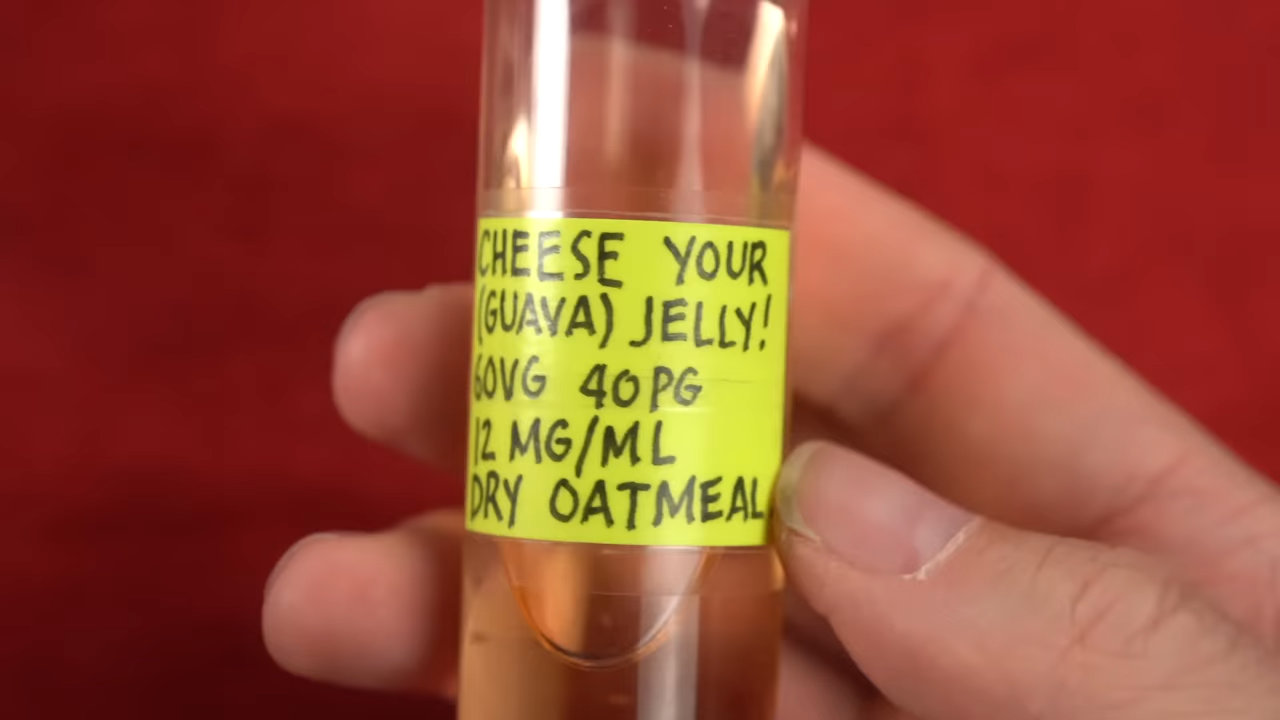 CHEESE YOUR
(GUAVA) JELLY!
60VG 40PG
12 MG/ML
DRY OATMEAL